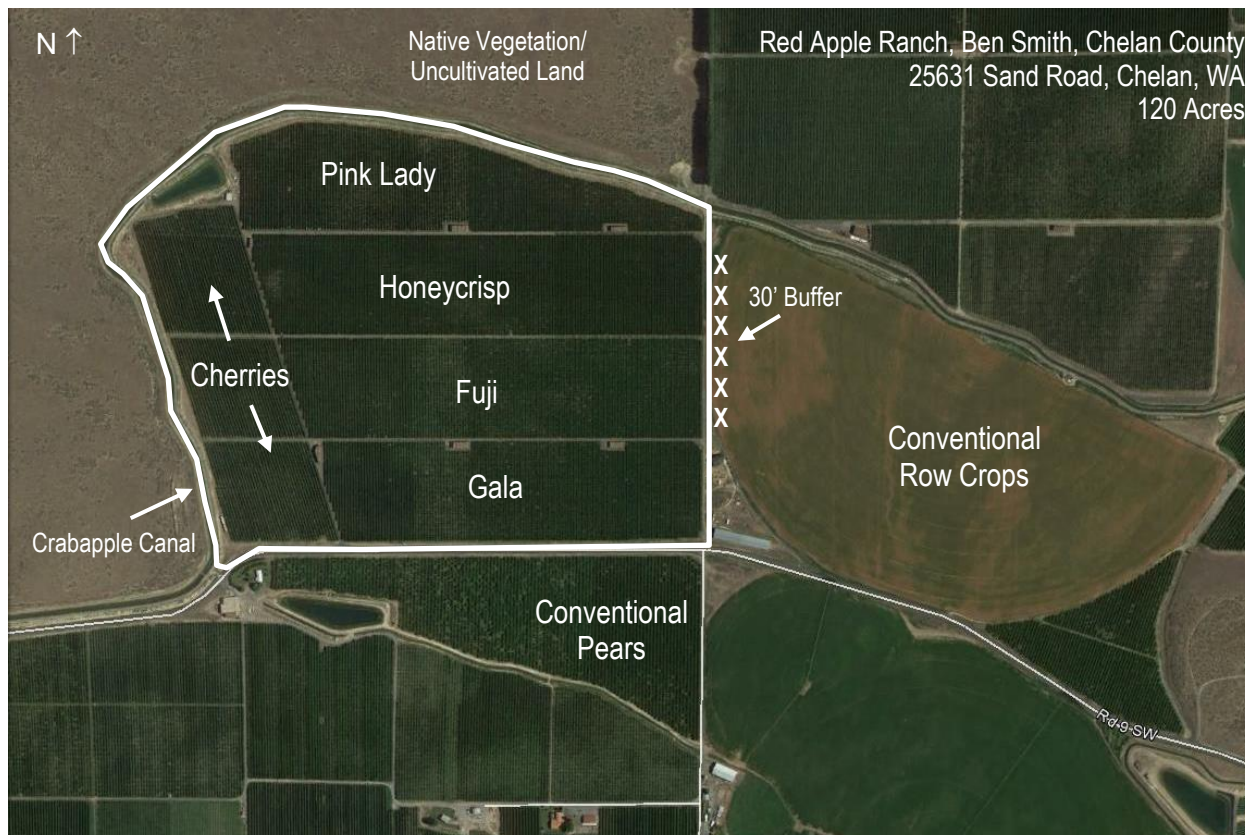 N ↑
Native Vegetation/
Uncultivated Land
Red Apple Ranch, Ben Smith, Chelan County
25631 Sand Road, Chelan, WA
120 Acres
Pink Lady
Honeycrisp
X
X
X
X
X
X
30' Buffer
Cherries
Fuji
Conventional
Row Crops
Gala
Crabapple Canal
Conventional
Pears
Rd 9 SW